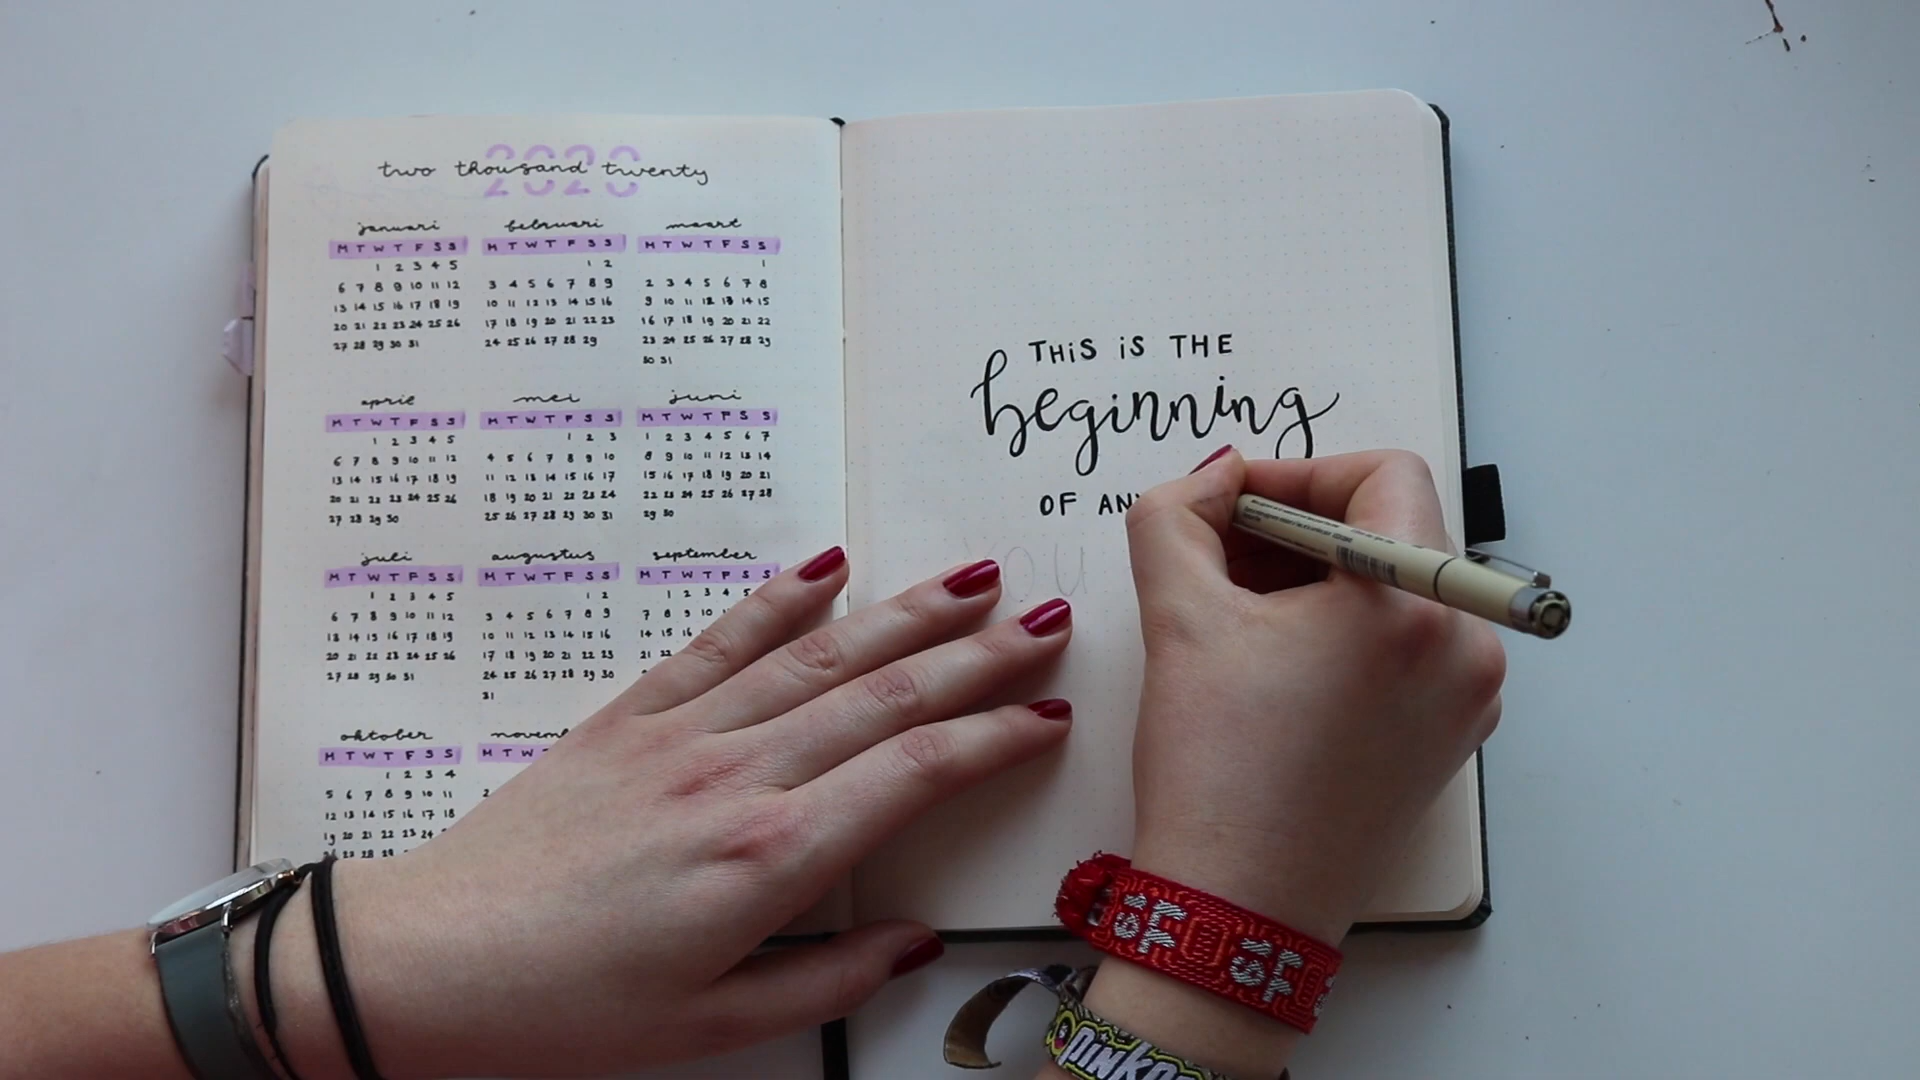 2020
two thousand twenty
januari
M T W T F S S
1 2 3 4 5
6 7 8 9 10 11 12
13 14 15 16 17 18 19
20 21 22 23 24 25 26
27 28 29 30 31
februari
M T W T F S S
1 2
3 4 5 6 7 8 9
10 11 12 13 14 15 16
17 18 19 20 21 22 23
24 25 26 27 28 29
maart
M T W T F S S
1
2 3 4 5 6 7 8
9 10 11 12 13 14 15
16 17 18 19 20 21 22
23 24 25 26 27 28 29
30 31
april
M T W T F S S
1 2 3 4 5
6 7 8 9 10 11 12
13 14 15 16 17 18 19
20 21 22 23 24 25 26
27 28 29 30
mei
M T W T F S S
1 2 3
4 5 6 7 8 9 10
11 12 13 14 15 16 17
18 19 20 21 22 23 24
25 26 27 28 29 30 31
juni
M T W T F S S
1 2 3 4 5 6 7
8 9 10 11 12 13 14
15 16 17 18 19 20 21
22 23 24 25 26 27 28
29 30
juli
M T W T F S S
1 2 3 4 5
6 7 8 9 10 11 12
13 14 15 16 17 18 19
20 21 22 23 24 25 26
27 28 29 30 31
augustus
M T W T F S S
1 2
3 4 5 6 7 8 9
10 11 12 13 14 15 16
17 18 19 20 21 22 23
24 25 26 27 28 29 30
31
september
M T W T F S S
1 2 3 4 5
7 8 9 10
14 15 16
21 22
oktober
M T W T F S S
1 2 3 4
5 6 7 8 9 10 11
12 13 14 15 16 17 18
19 20 21 22 23 24
26 27 28 29
novemb
M T W
2
THIS IS THE
beginning
OF ANY
YOU